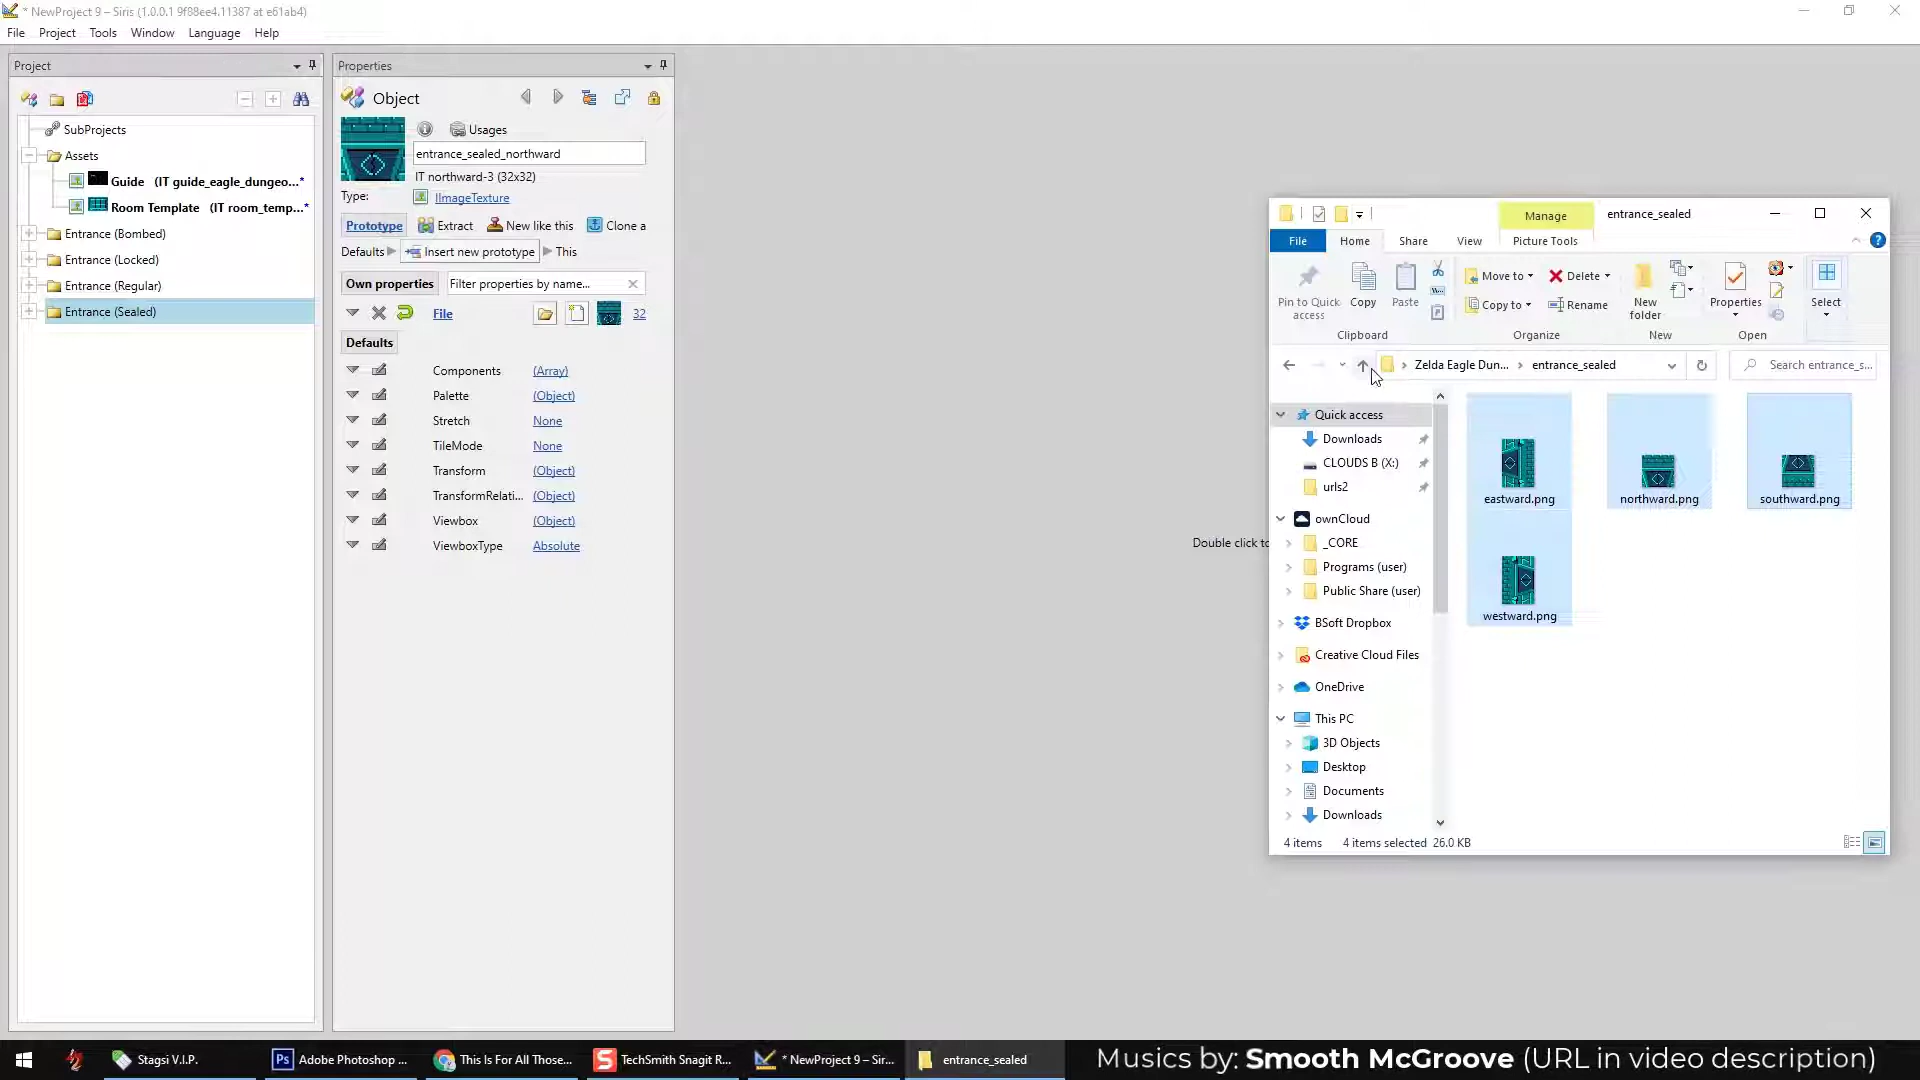 * NewProject 9 – Siris (1.0.0.1 9f88ee4.11387 at e61ab4)
File Project Tools Window Language Help
Project
SubProjects
Assets
Guide (IT guide_eagle_dungeo...*
Room Template (IT room_temp...*
Entrance (Bombed)
Entrance (Locked)
Entrance (Regular)
Entrance (Sealed)
Properties
Object
Usages
entrance_sealed_northward
IT northward-3 (32x32)
Type: IImageTexture
Prototype Extract New like this Clone a
Defaults Insert new prototype This
Own properties Filter properties by name...
File 32
Defaults
Components (Array)
Palette (Object)
Stretch None
TileMode None
Transform (Object)
TransformRelati... (Object)
Viewbox (Object)
ViewboxType Absolute
Double click to
Manage entrance_sealed
File Home Share View Picture Tools
Pin to Quick access
Copy
Paste
Move to
Copy to
Delete
Rename
New folder
Properties
Select
Clipboard Organize New Open
Zelda Eagle Dun... entrance_sealed Search entrance_s...
Quick access
Downloads
CLOUDS B (X:)
urls2
ownCloud
_CORE
Programs (user)
Public Share (user)
BSoft Dropbox
Creative Cloud Files
OneDrive
This PC
3D Objects
Desktop
Documents
Downloads
eastward.png northward.png southward.png
westward.png
4 items 4 items selected 26.0 KB
Stagsi V.I.P.
Ps Adobe Photoshop ...
This Is For All Those...
S TechSmith Snagit R...
* NewProject 9 – Sir...
entrance_sealed
Musics by: Smooth McGroove (URL in video description)